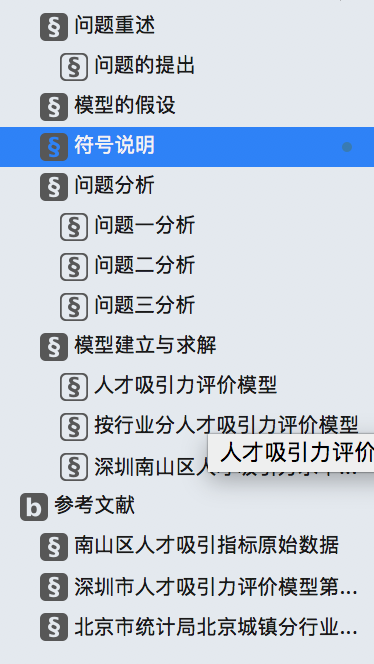 § 问题重述
§ 问题的提出
§ 模型的假设
§ 符号说明
§ 问题分析
§ 问题一分析
§ 问题二分析
§ 问题三分析
§ 模型建立与求解
§ 人才吸引力评价模型
§ 按行业分人才吸引力评价模型
人才吸引力评价
§ 深圳南山区人
b 参考文献
§ 南山区人才吸引指标原始数据
§ 深圳市人才吸引力评价模型第...
§ 北京市统计局北京城镇分行业...